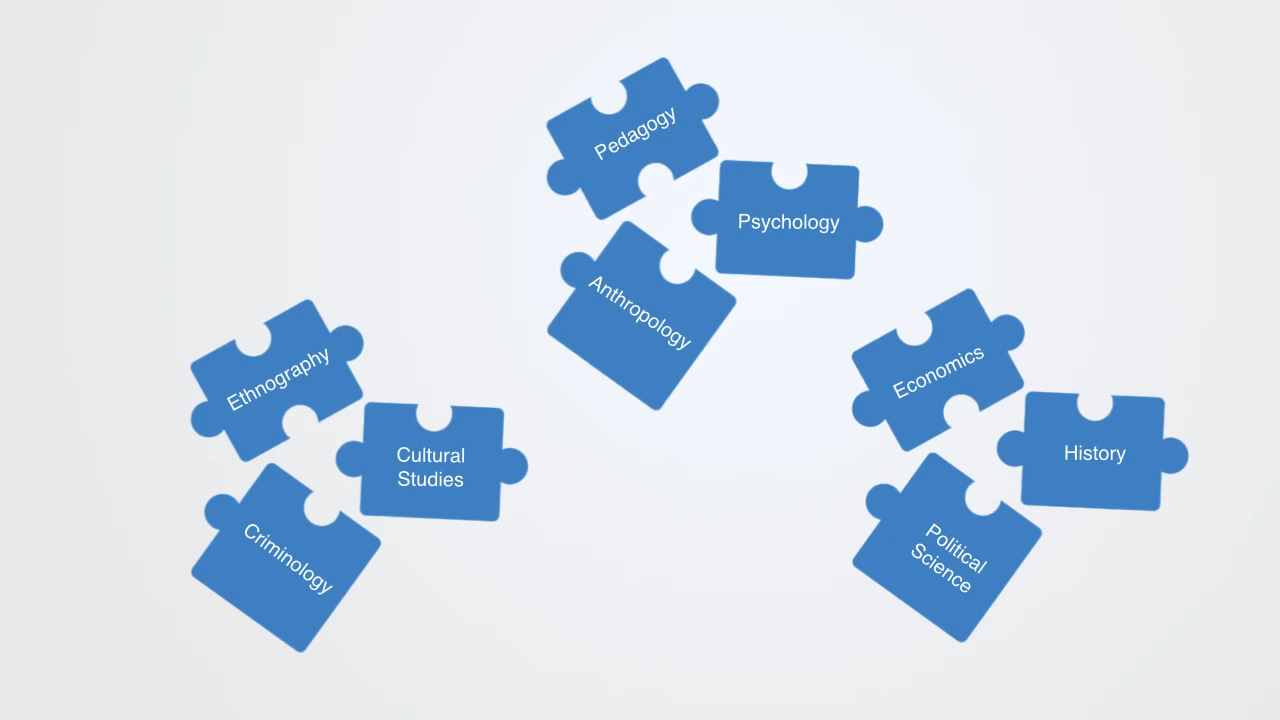 Pedagogy
Psychology
Anthropology
Ethnography
Cultural
Studies
Criminology
Economics
History
Political
Science